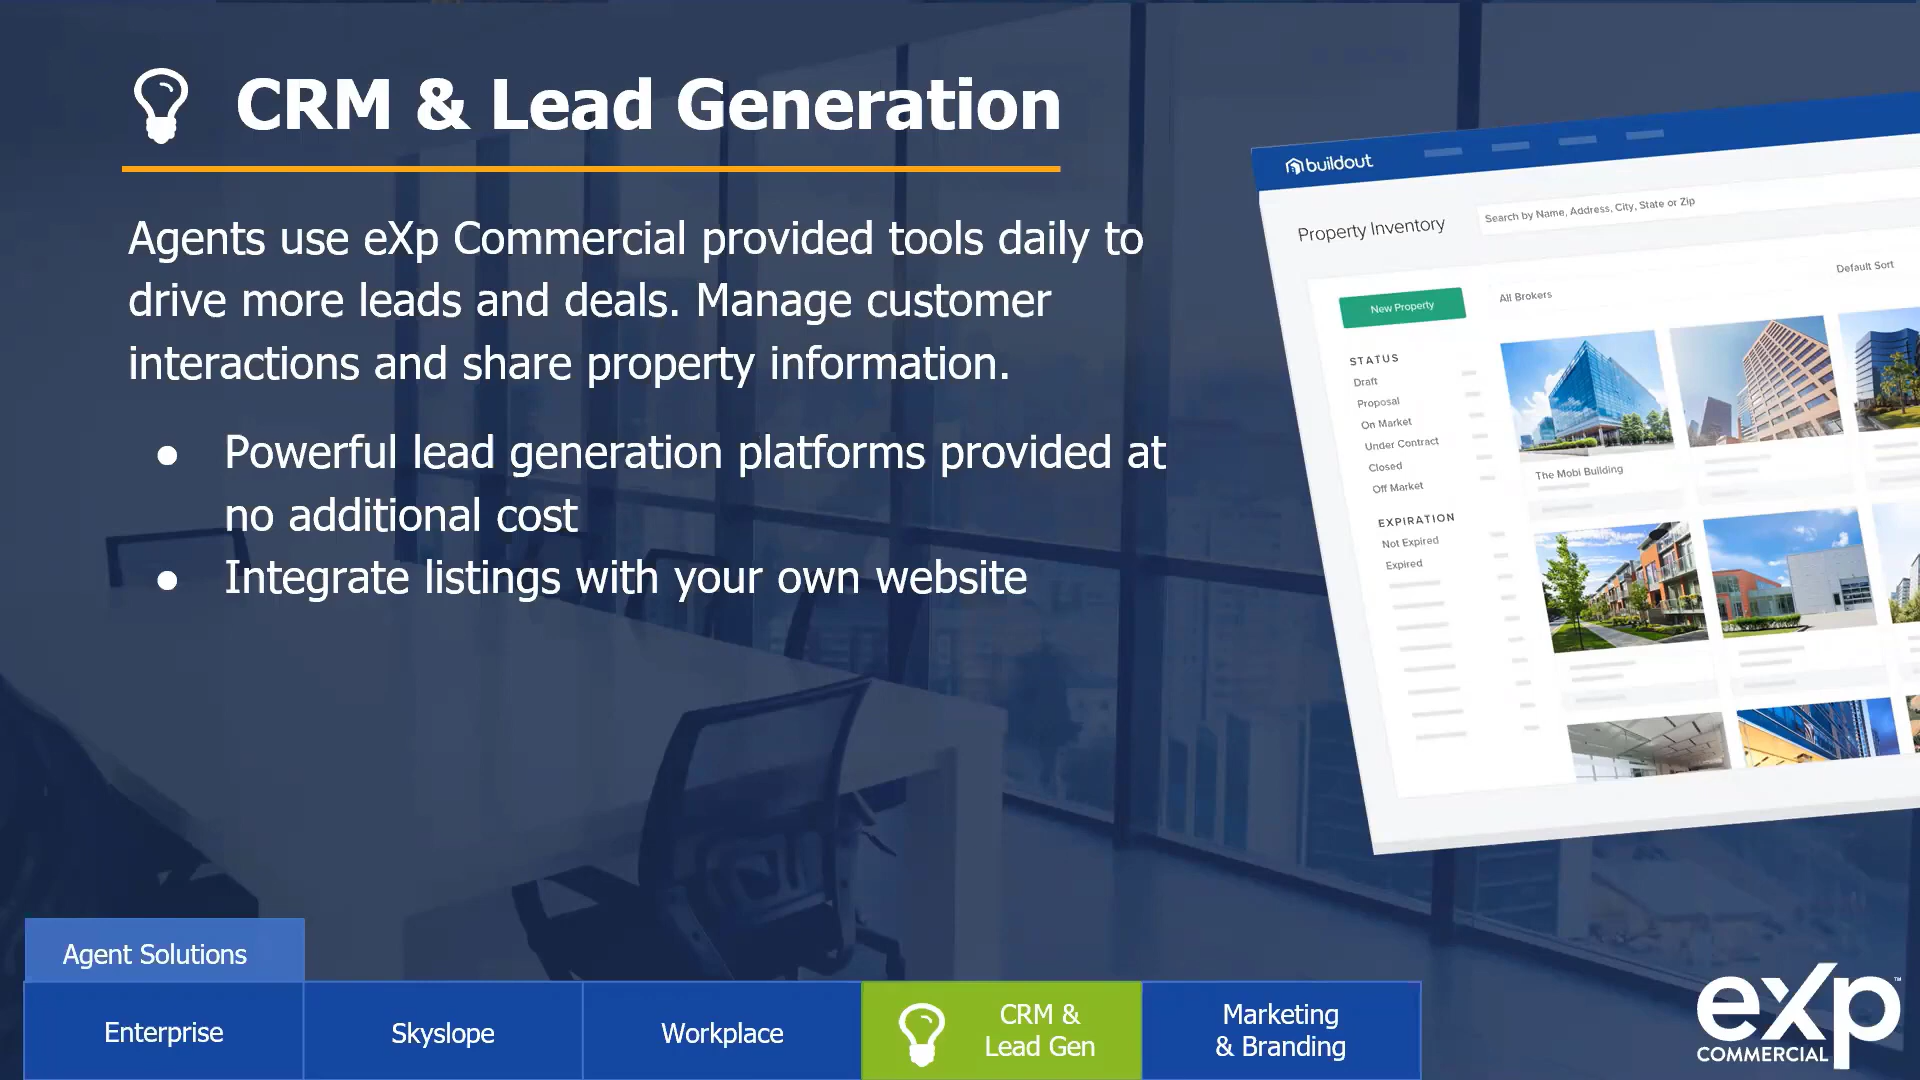 CRM & Lead Generation
Agents use eXp Commercial provided tools daily to
drive more leads and deals. Manage customer
interactions and share property information.
● Powerful lead generation platforms provided at
no additional cost
● Integrate listings with your own website
buildout
Property Inventory
Search by Name, Address, City, State or Zip
Default Sort
New Property
All Brokers
STATUS
Draft
Proposal
On Market
Under Contract
Closed
Off Market
The Mobi Building
EXPIRATION
Not Expired
Expired
Agent Solutions
Enterprise
Skyslope
Workplace
CRM &
Lead Gen
Marketing
& Branding
eXp™
COMMERCIAL